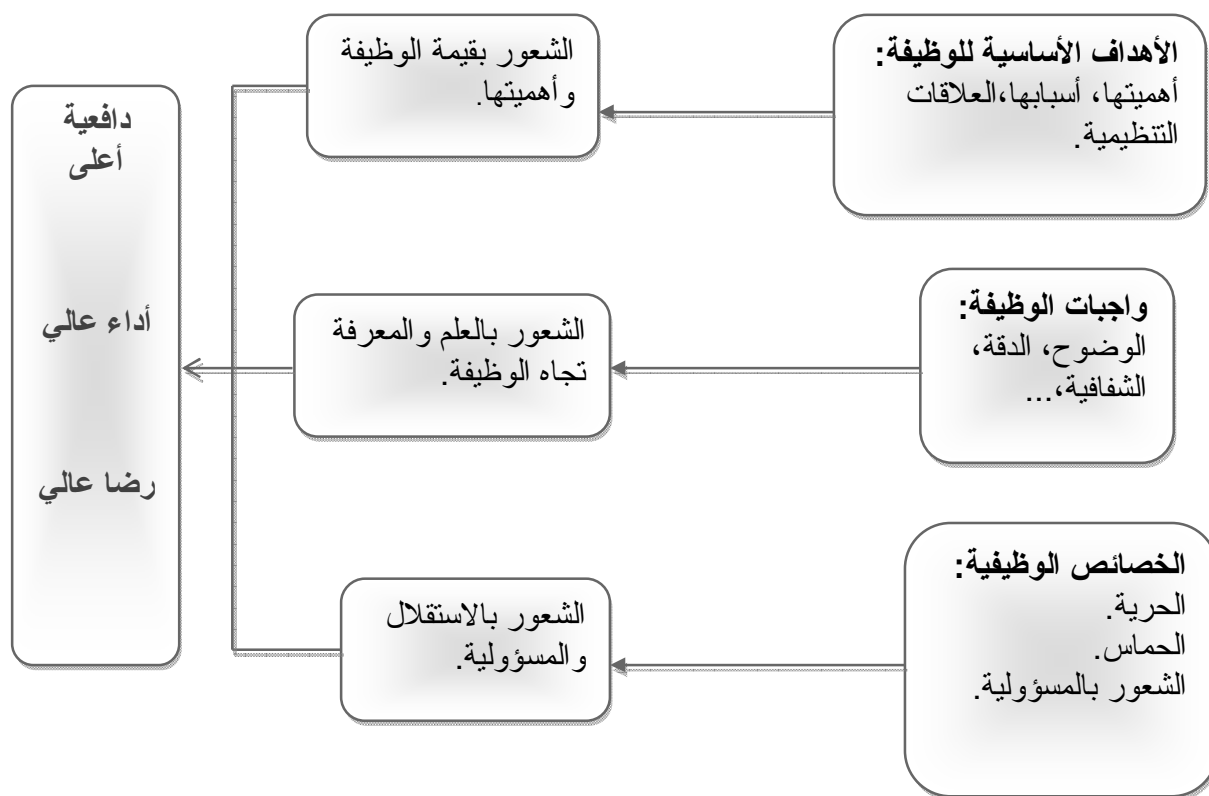 الأهداف الأساسية للوظيفة:
أهميتها، أسبابها،العلاقات
التنظيمية.
الشعور بقيمة الوظيفة
وأهميتها.
واجبات الوظيفة:
الوضوح، الدقة،
الشفافية،...
الشعور بالعلم والمعرفة
تجاه الوظيفة.
الخصائص الوظيفية:
الحرية.
الحماس.
الشعور بالمسؤولية.
الشعور بالاستقلال
والمسؤولية.
دافعية
أعلى
أداء عالي
رضا عالي